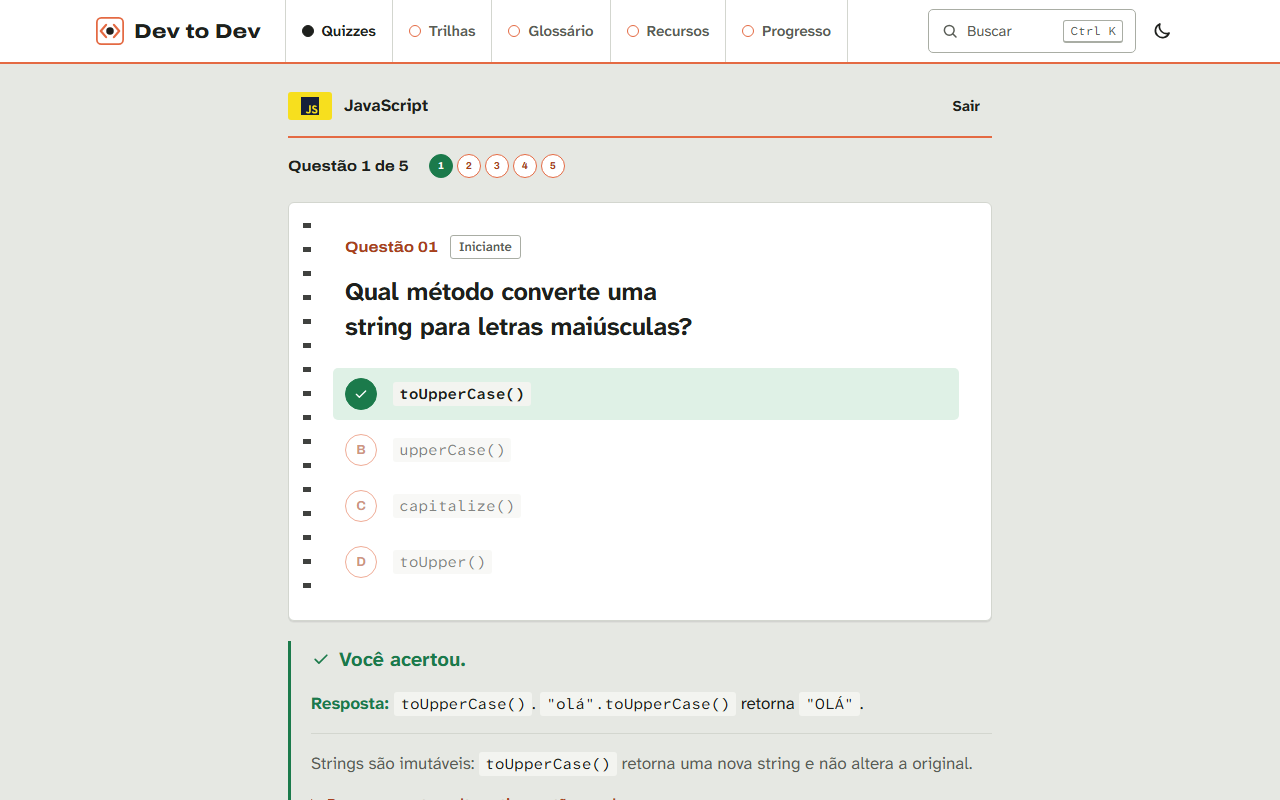 Dev to Dev
Quizzes
Trilhas
Glossário
Recursos
Progresso
Buscar
Ctrl K
JS
JavaScript
Sair
Questão 1 de 5
1 2 3 4 5
Questão 01
Iniciante
Qual método converte uma
string para letras maiúsculas?
toUpperCase()
B upperCase()
C capitalize()
D toUpper()
Você acertou.
Resposta: toUpperCase(). "olá".toUpperCase() retorna "OLÁ".
Strings são imutáveis: toUpperCase() retorna uma nova string e não altera a original.